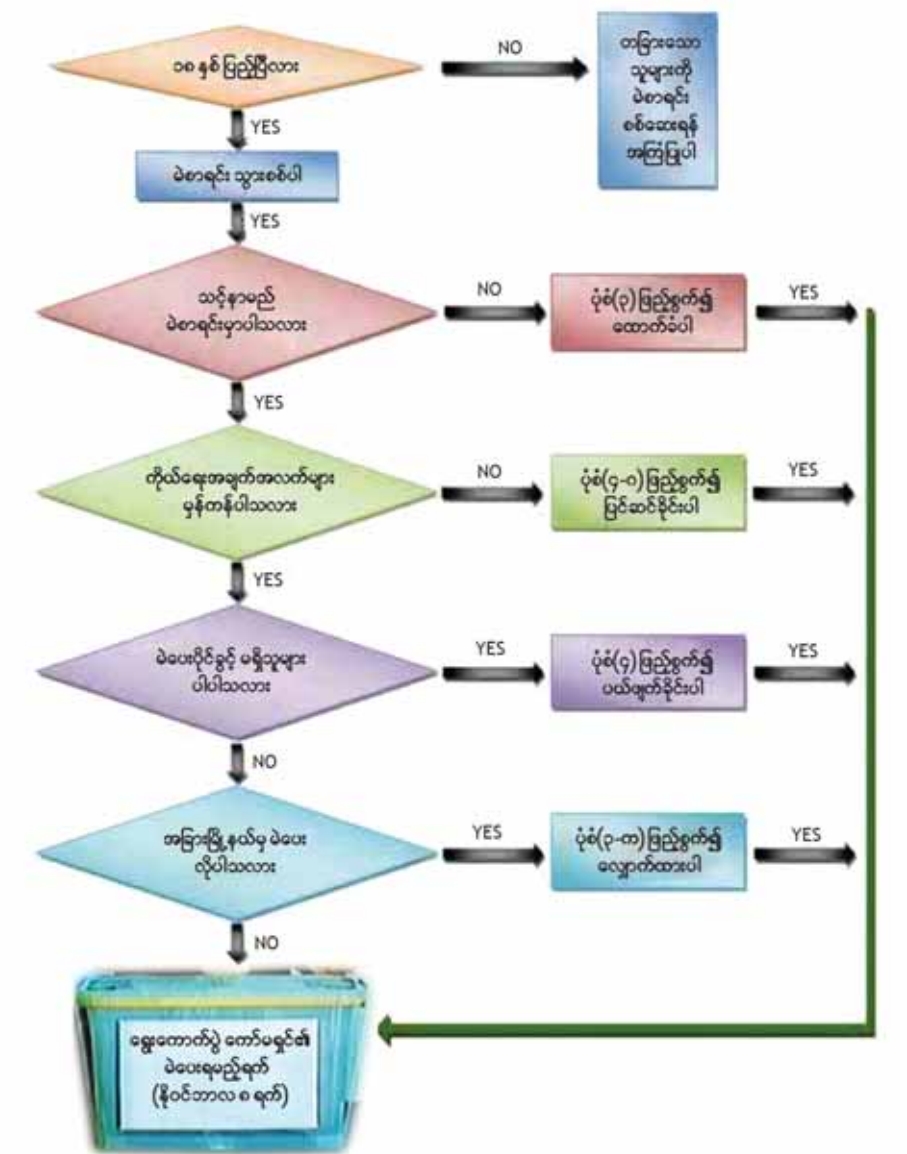 ၁၈ နှစ် ပြည့်ပြီလား
NO
တခြားသော
သူများကို
မဲစာရင်း
စစ်ဆေးရန်
အကြံပြုပါ
YES
မဲစာရင်း သွားစစ်ပါ
YES
သင့်နာမည်
မဲစာရင်းမှာပါသလား
NO
ပုံစံ(၃)ဖြည့်စွက်၍
ထောက်ခံပါ
YES
YES
ကိုယ်ရေးအချက်အလက်များ
မှန်ကန်ပါသလား
NO
ပုံစံ(၄-ဂ)ဖြည့်စွက်၍
ပြင်ဆင်ခိုင်းပါ
YES
YES
မဲပေးပိုင်ခွင့် မရှိသူများ
ပါပါသလား
YES
ပုံစံ(၄)ဖြည့်စွက်၍
ပယ်ဖျက်ခိုင်းပါ
YES
NO
အခြားမြို့နယ်မှ မဲပေး
လိုပါသလား
YES
ပုံစံ(၃-က)ဖြည့်စွက်၍
လျှောက်ထားပါ
YES
NO
ရွေးကောက်ပွဲ ကော်မရှင်၏
မဲပေးရမည့်ရက်
(နိုဝင်ဘာလ ၈ ရက်)